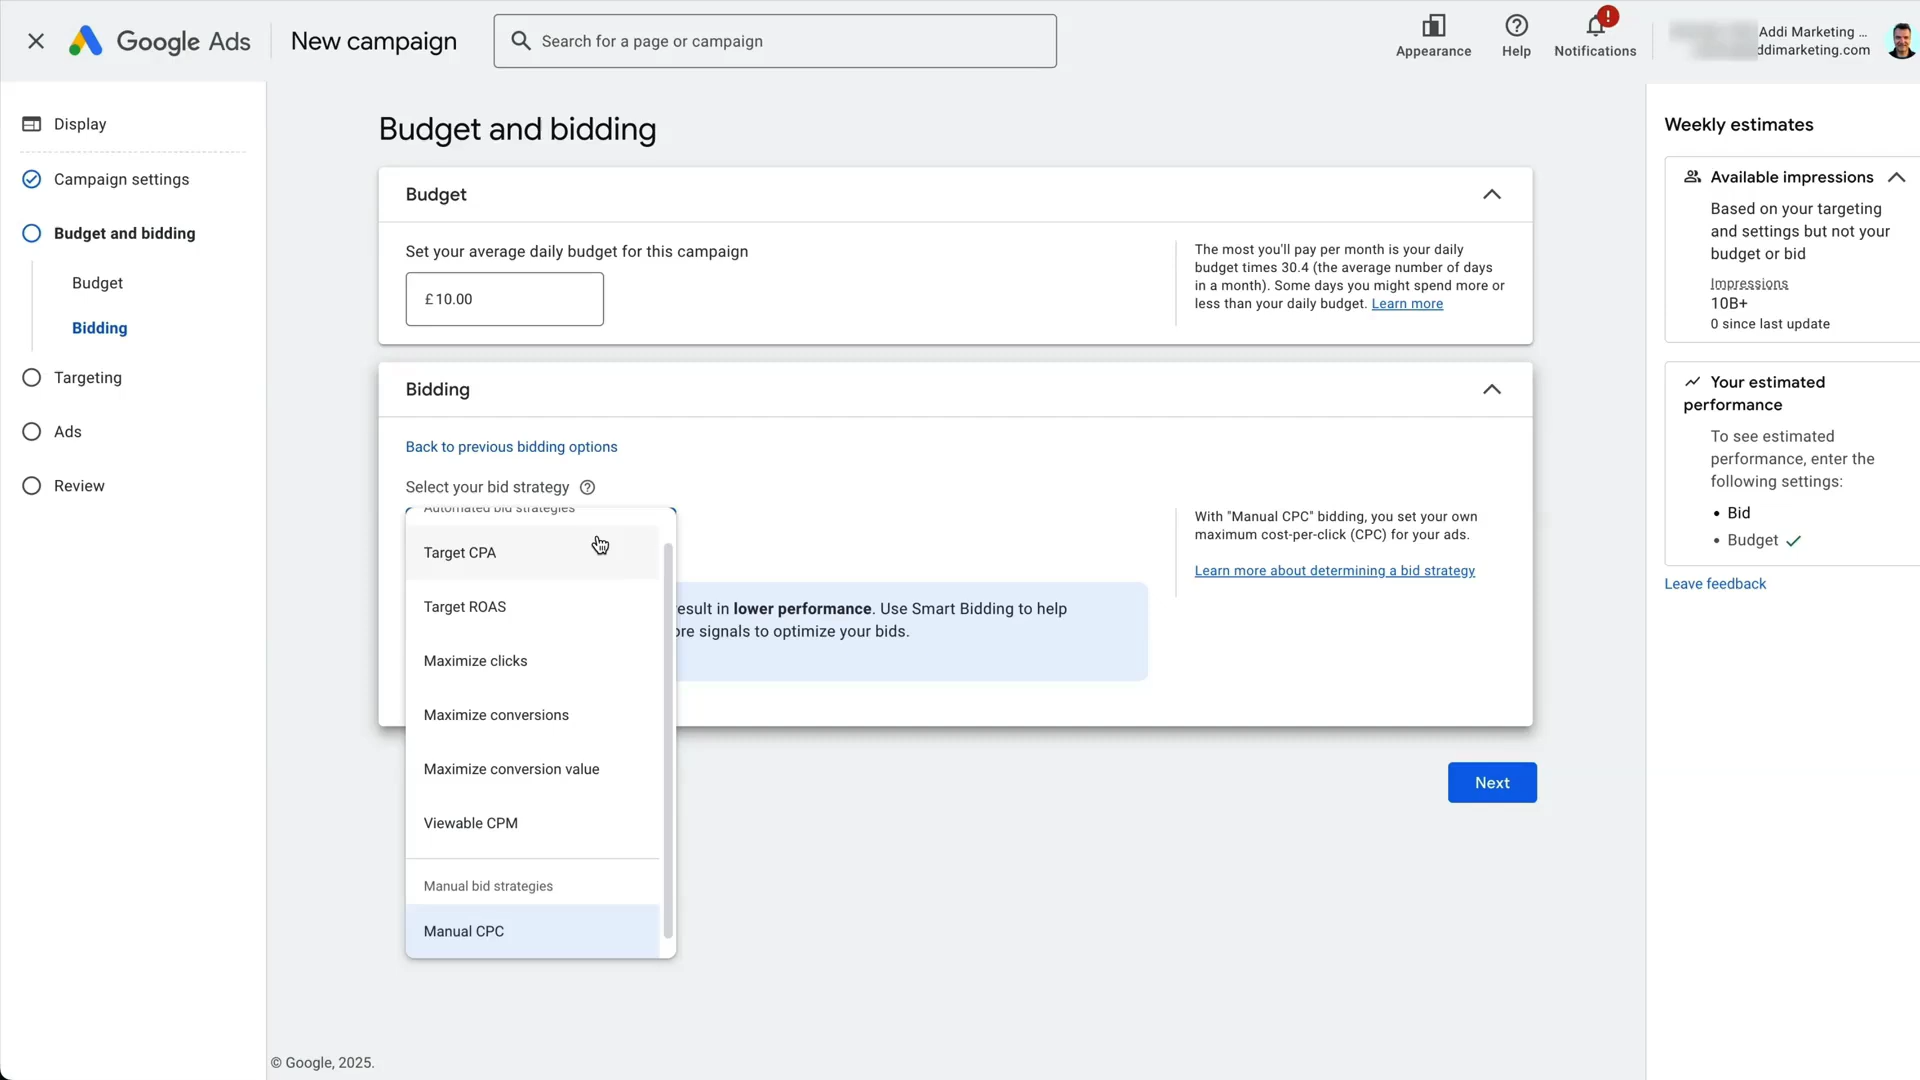 Google Ads
New campaign
Search for a page or campaign
Appearance
Help
!
Notifications
Addi Marketing ...
ddimarketing.com
Display
Campaign settings
Budget and bidding
Budget
Bidding
Targeting
Ads
Review
Budget and bidding
Budget
Set your average daily budget for this campaign
£10.00
The most you'll pay per month is your daily
budget times 30.4 (the average number of days
in a month). Some days you might spend more or
less than your daily budget. Learn more
Bidding
Back to previous bidding options
Select your bid strategy
Automated bid strategies
Target CPA
Target ROAS
Maximize clicks
Maximize conversions
Maximize conversion value
Viewable CPM
Manual bid strategies
Manual CPC
esult in lower performance. Use Smart Bidding to help
ore signals to optimize your bids.
With "Manual CPC" bidding, you set your own
maximum cost-per-click (CPC) for your ads.
Learn more about determining a bid strategy
Next
Weekly estimates
Available impressions
Based on your targeting
and settings but not your
budget or bid
Impressions
10B+
0 since last update
Your estimated
performance
To see estimated
performance, enter the
following settings:
• Bid
• Budget
Leave feedback
© Google, 2025.